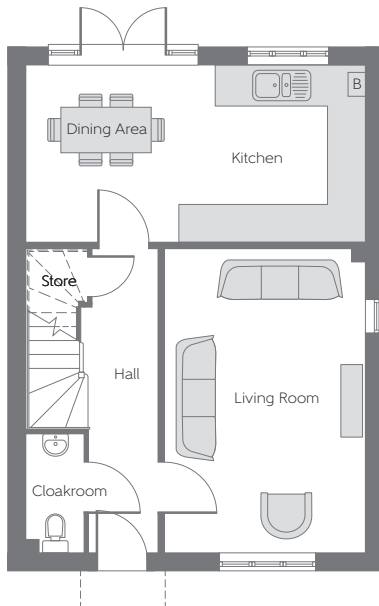 B
Dining Area
Kitchen
Store
Hall
Living Room
Cloakroom